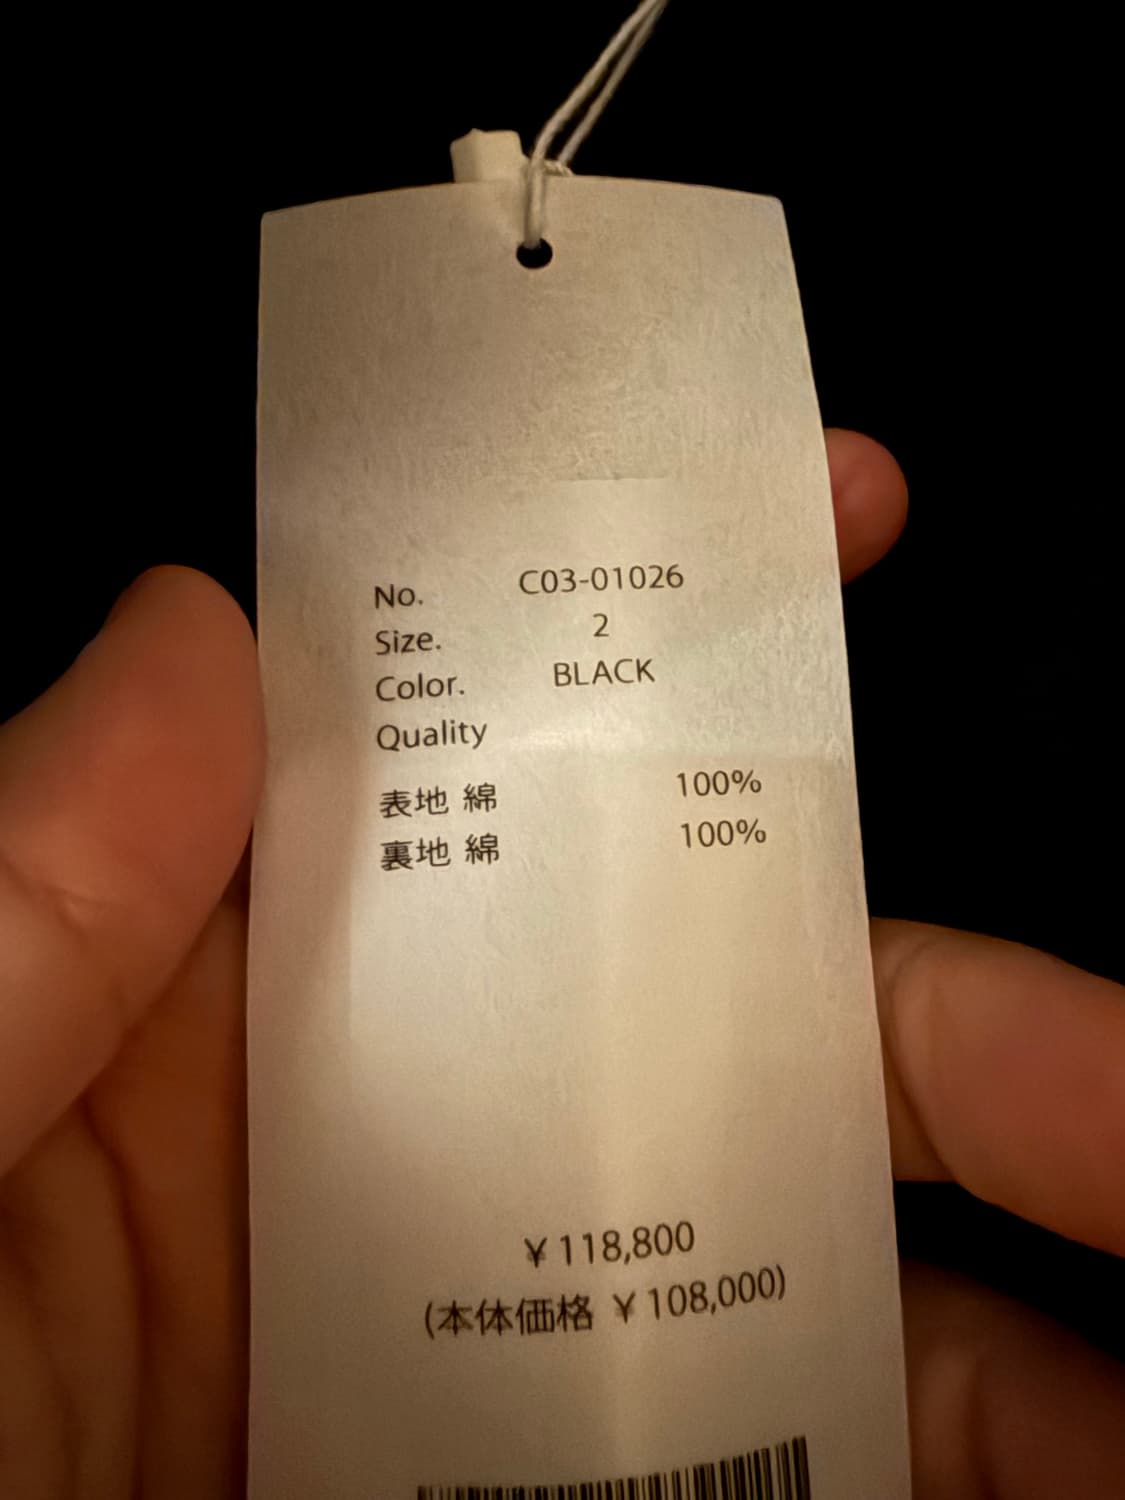 No. C03-01026
Size. 2
Color. BLACK
Quality
表地 綿 100%
裏地 綿 100%
¥118,800
(本体価格 ¥108,000)